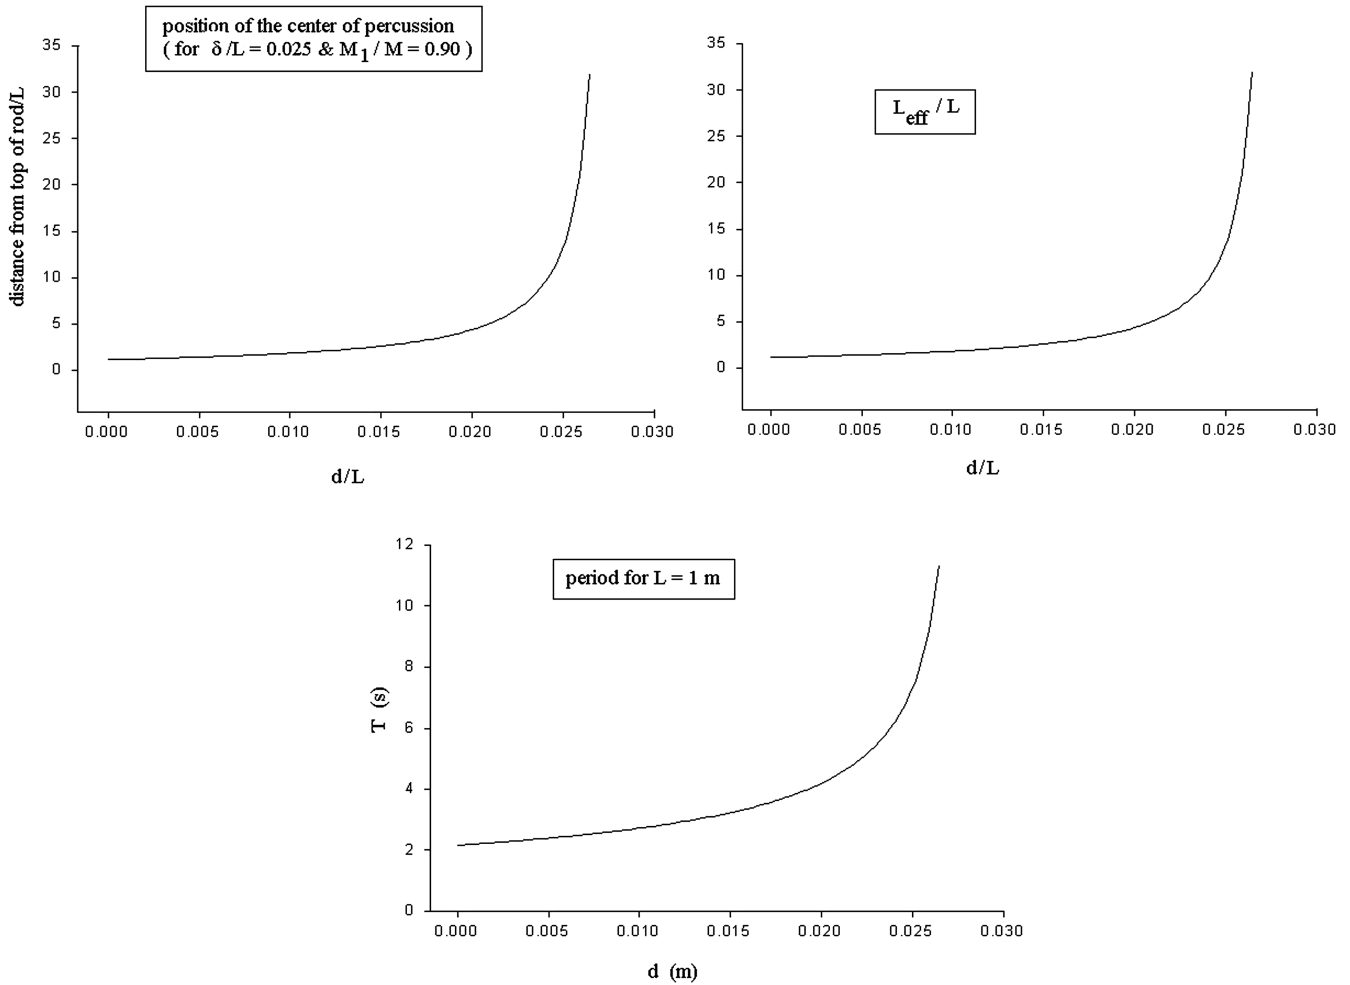 position of the center of percussion
( for δ /L = 0.025 & M1 / M = 0.90 )
distance from top of rod/L
35
30
25
20
15
10
5
0
0.000 0.005 0.010 0.015 0.020 0.025 0.030
d/L
Leff / L
35
30
25
20
15
10
5
0
0.000 0.005 0.010 0.015 0.020 0.025 0.030
d/L
period for L = 1 m
T (s)
12
10
8
6
4
2
0
0.000 0.005 0.010 0.015 0.020 0.025 0.030
d (m)